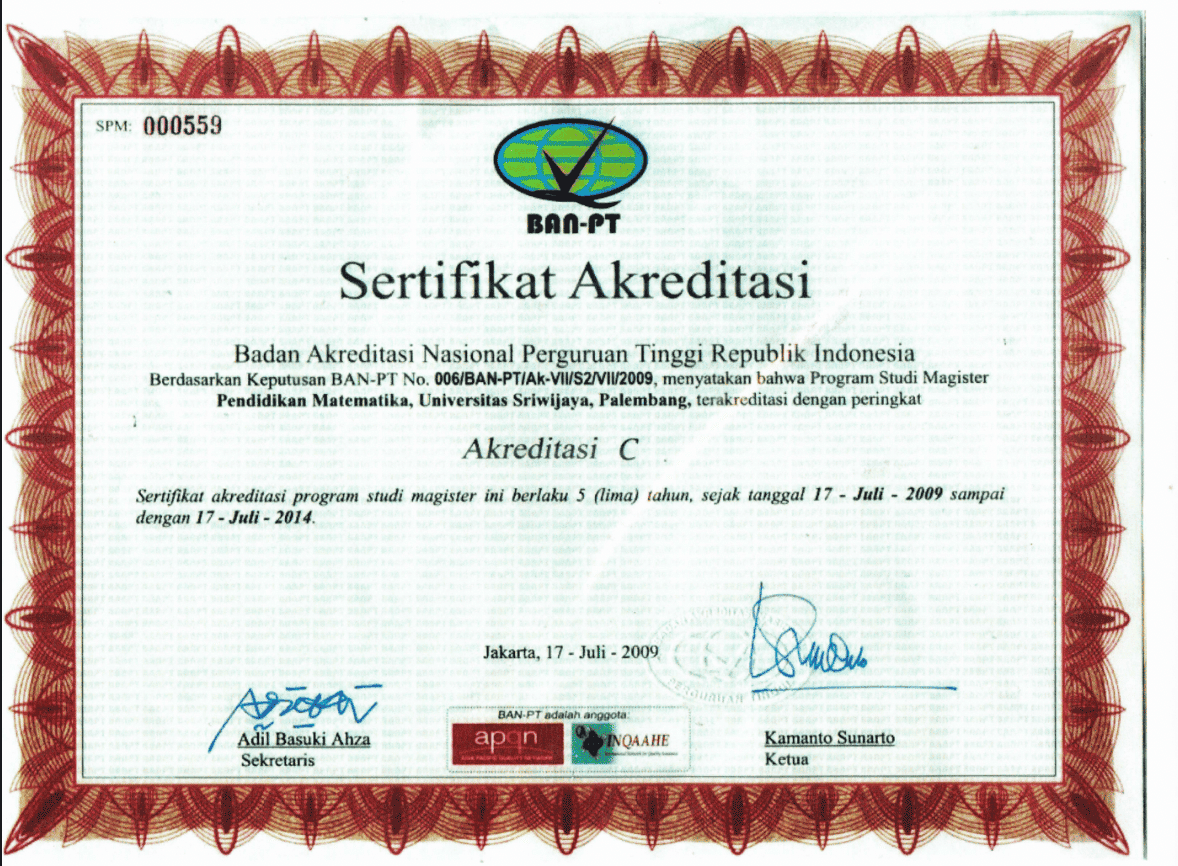 SPM: 000559
BAN-PT
Sertifikat Akreditasi
Badan Akreditasi Nasional Perguruan Tinggi Republik Indonesia
Berdasarkan Keputusan BAN-PT No. 006/BAN-PT/Ak-VII/S2/VII/2009, menyatakan bahwa Program Studi Magister
Pendidikan Matematika, Universitas Sriwijaya, Palembang, terakreditasi dengan peringkat
Akreditasi C
Sertifikat akreditasi program studi magister ini berlaku 5 (lima) tahun, sejak tanggal 17 - Juli - 2009 sampai
dengan 17 - Juli - 2014.
Jakarta, 17 - Juli - 2009
PERGURUAN TINGGI
BAN-PT adalah anggota:
apqn
INQAAHE
Adil Basuki Ahza
Sekretaris
Kamanto Sunarto
Ketua